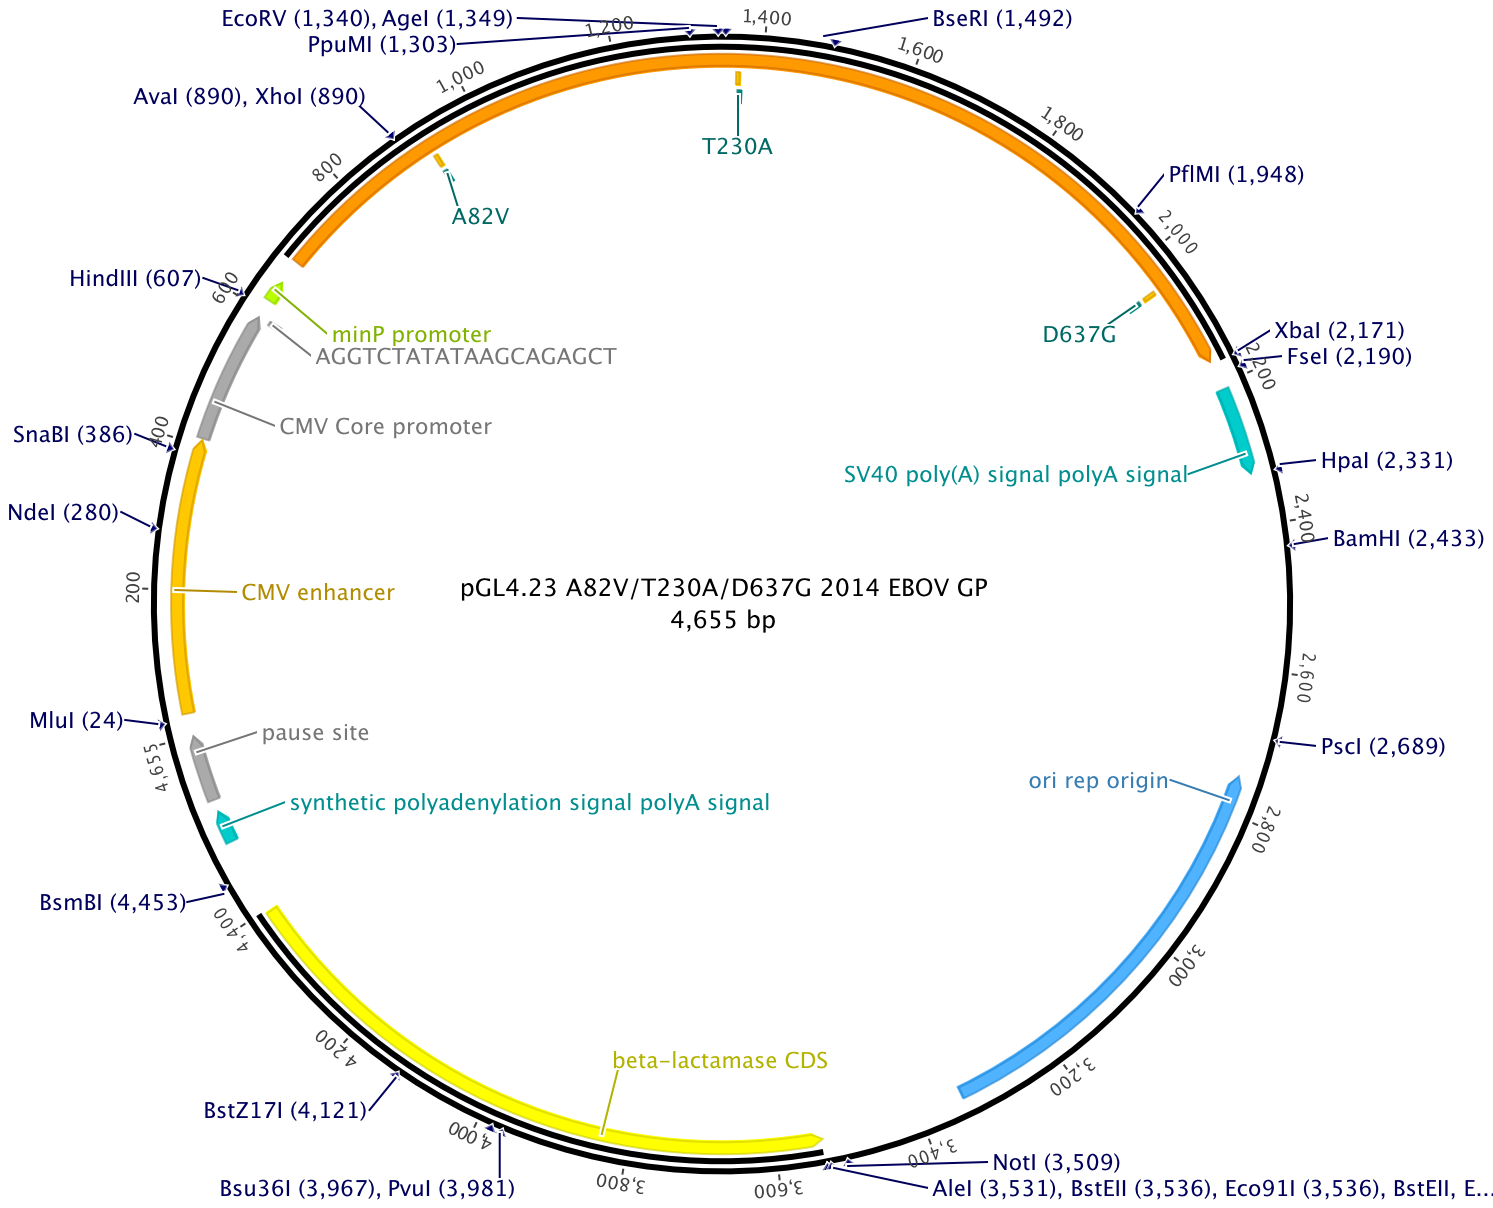 EcoRV (1,340), AgeI (1,349)
PpuMI (1,303)
1,200
1,400
BseRI (1,492)
1,600
1,000
AvaI (890), XhoI (890)
800
T230A
1,800
PflMI (1,948)
A82V
2,000
HindIII (607)
600
minP promoter
AGGTCTATATAAGCAGAGCT
D637G
XbaI (2,171)
FseI (2,190)
2,200
CMV Core promoter
SnaBI (386)
400
SV40 poly(A) signal polyA signal
HpaI (2,331)
NdeI (280)
2,400
BamHI (2,433)
200
CMV enhancer
pGL4.23 A82V/T230A/D637G 2014 EBOV GP
4,655 bp
2,600
MluI (24)
pause site
4,655
PscI (2,689)
ori rep origin
synthetic polyadenylation signal polyA signal
2,800
BsmBI (4,453)
4,400
3,000
4,200
beta-lactamase CDS
3,200
BstZ17I (4,121)
4,000
3,400
NotI (3,509)
Bsu36I (3,967), PvuI (3,981)
3,800
3,600
AleI (3,531), BstEII (3,536), Eco91I (3,536), BstEII, E...